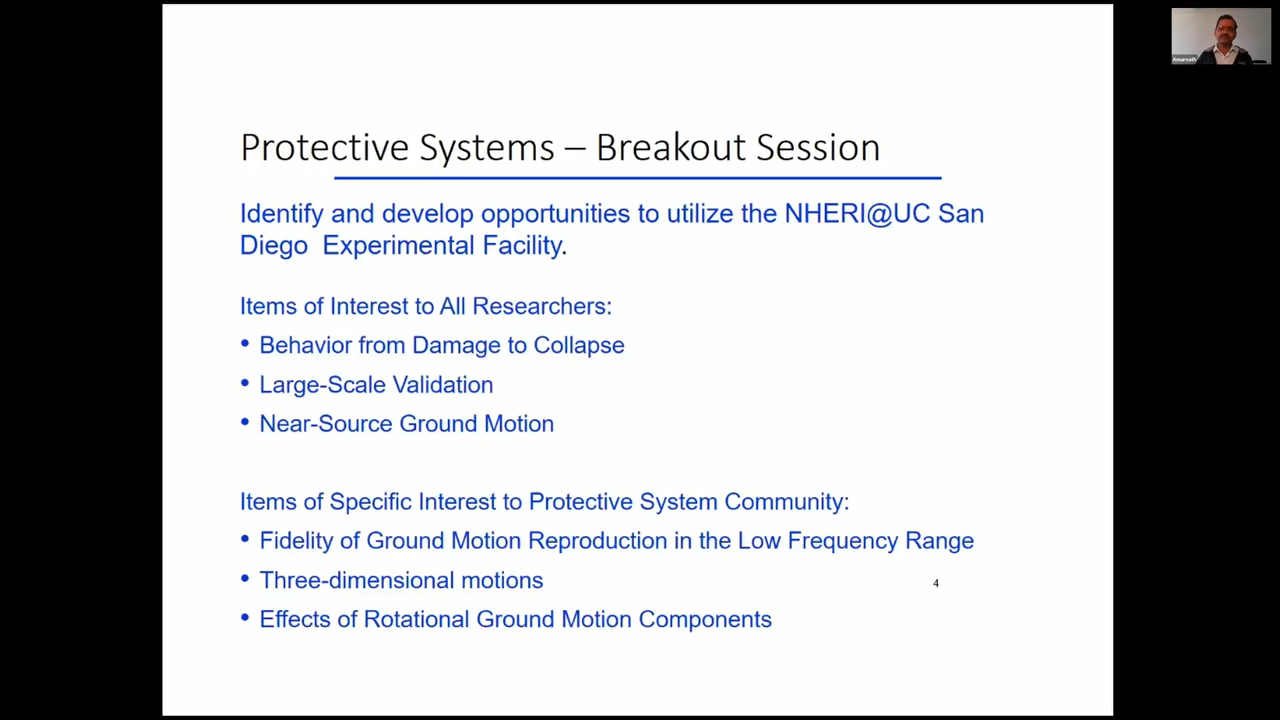 Protective Systems – Breakout Session
Identify and develop opportunities to utilize the NHERI@UC San
Diego Experimental Facility.
Items of Interest to All Researchers:
• Behavior from Damage to Collapse
• Large-Scale Validation
• Near-Source Ground Motion
Items of Specific Interest to Protective System Community:
• Fidelity of Ground Motion Reproduction in the Low Frequency Range
• Three-dimensional motions
4
• Effects of Rotational Ground Motion Components
Amarnath